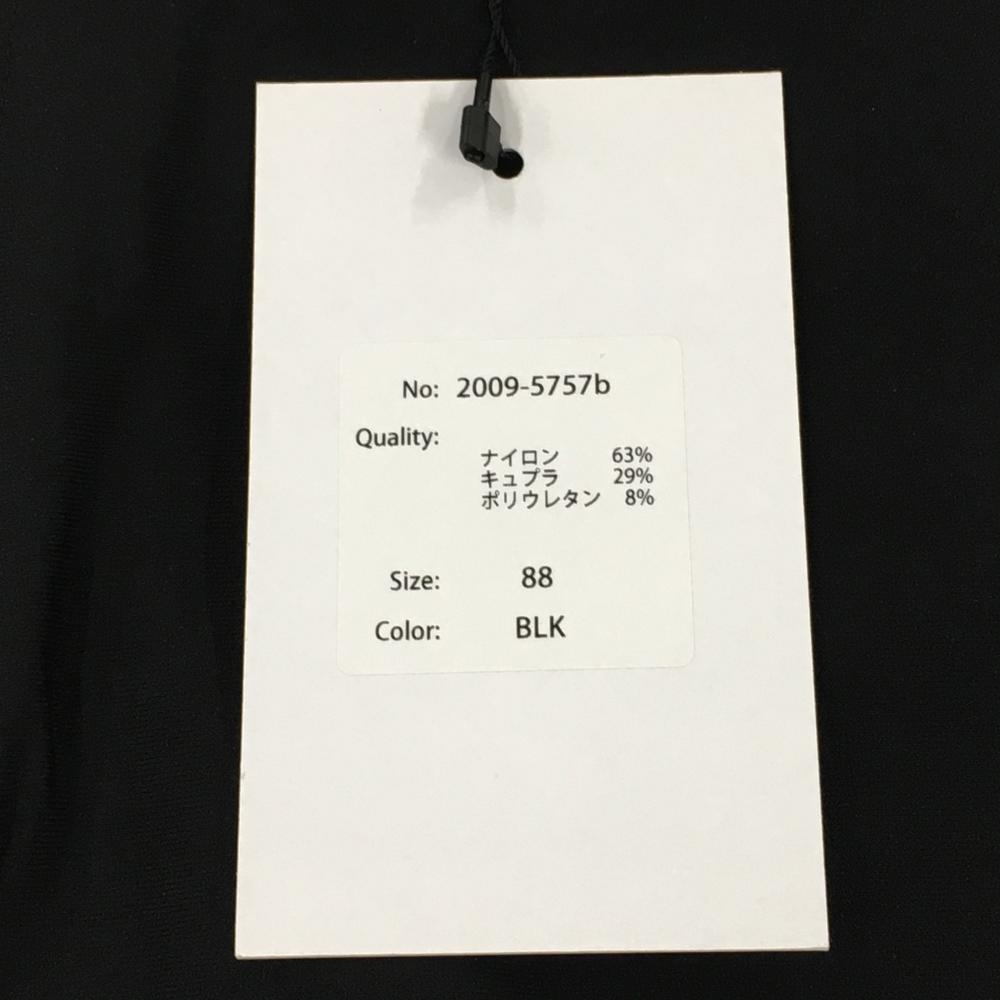 No: 2009-5757b
Quality:
ナイロン 63%
キュプラ 29%
ポリウレタン 8%
Size: 88
Color: BLK